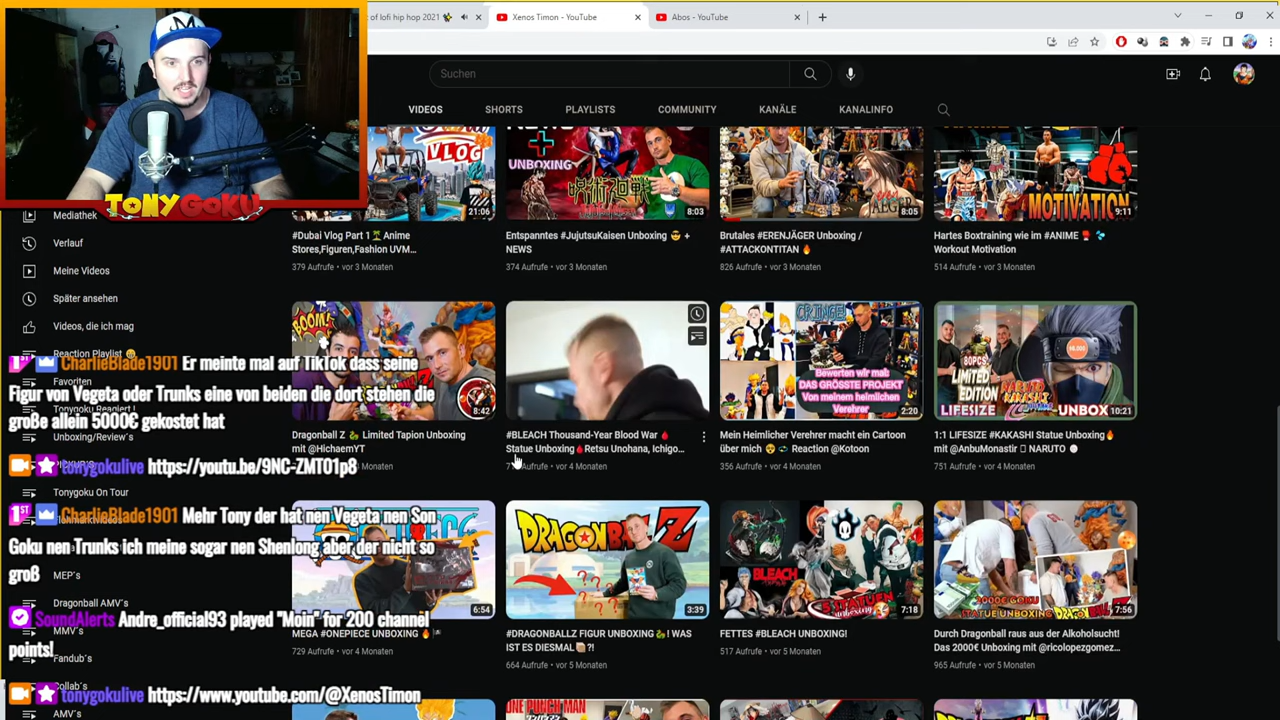 of lofi hip hop 2021
Xenos Timon - YouTube
Abos - YouTube
Suchen
VIDEOS
SHORTS
PLAYLISTS
COMMUNITY
KANÄLE
KANALINFO
TONYGOKU
VLOG
21:06
UNBOXING
8:03
8:05
MOTIVATION
9:11
#Dubai Vlog Part 1 Anime
Stores,Figuren,Fashion UVM...
379 Aufrufe • vor 3 Monaten
Entspanntes #JujutsuKaisen Unboxing 😎 +
NEWS
374 Aufrufe • vor 3 Monaten
Brutales #ERENJÄGER Unboxing /
#ATTACKONTITAN 🔥
826 Aufrufe • vor 3 Monaten
Hartes Boxtraining wie im #ANIME
Workout Motivation
514 Aufrufe • vor 3 Monaten
Mediathek
Verlauf
Meine Videos
Später ansehen
Videos, die ich mag
Reaction Playlist
Favoriten
Unboxing/Review's
Tonygoku On Tour
MEP's
Dragonball AMV's
MMV's
Fandub's
Collab's
AMV's
CharlieBlade1901 Er meinte mal auf TikTok dass seine
Figur von Vegeta oder Trunks eine von beiden die dort stehen die
große allein 5000€ gekostet hat
tonygokulive https://youtu.be/9NC-ZMT01p8
CharlieBlade1901 Mehr Tony der hat nen Vegeta nen Son
Goku nen Trunks ich meine sogar nen Shenlong aber der nicht so
groß
SoundAlerts Andre_official93 played "Moin" for 200 channel
points!
tonygokulive https://www.youtube.com/@XenosTimon
BOOM!
8:42
CRINGE!
Bewerten wir mal:
DAS GRÖSSTE PROJEKT
Von meinem heimlichen
Verehrer
2:20
80PCS
LIMITED
EDITION
LIFESIZE
UNBOX
10:21
Dragonball Z 🐉 Limited Tapion Unboxing
mit @HichaemYT
Monaten
#BLEACH Thousand-Year Blood War 🩸
Statue Unboxing🩸Retsu Unohana, Ichigo...
Aufrufe • vor 4 Monaten
Mein Heimlicher Verehrer macht ein Cartoon
über mich Reaction @Kotoon
356 Aufrufe • vor 4 Monaten
1:1 LIFESIZE #KAKASHI Statue Unboxing🔥
mit @AnbuMonastir NARUTO
751 Aufrufe • vor 4 Monaten
6:54
DRAGONBALL Z
? ? ?
3:39
BLEACH
5 STATUEN
7:18
2000€ GOKU
STATUE UNBOXING
7:56
MEGA #ONEPIECE UNBOXING 🔥
729 Aufrufe • vor 4 Monaten
#DRAGONBALLZ FIGUR UNBOXING🐉! WAS
IST ES DIESMAL📦?!
664 Aufrufe • vor 5 Monaten
FETTES #BLEACH UNBOXING!
517 Aufrufe • vor 5 Monaten
Durch Dragonball raus aus der Alkoholsucht!
Das 2000€ Unboxing mit @ricolopezgomez...
965 Aufrufe • vor 5 Monaten
ONE PUNCH MAN